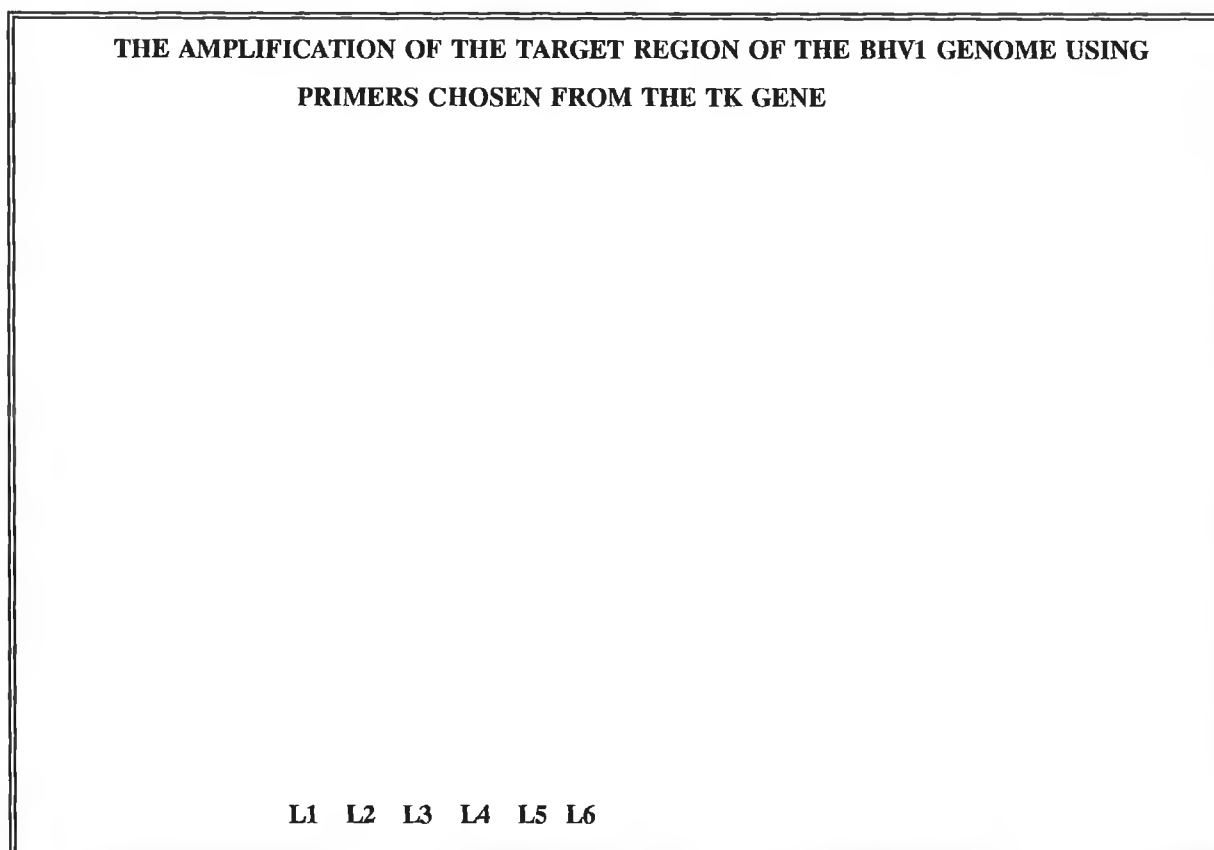 THE AMPLIFICATION OF THE TARGET REGION OF THE BHV1 GENOME USING
PRIMERS CHOSEN FROM THE TK GENE
L1 L2 L3 L4 L5 L6